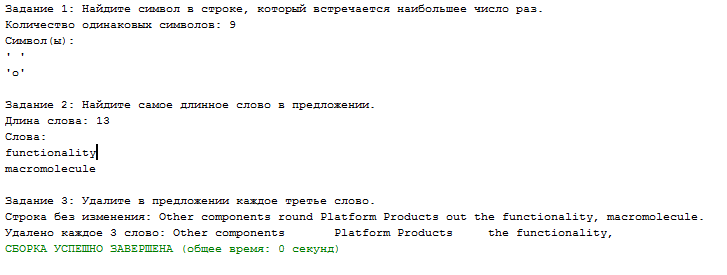 Задание 1: Найдите символ в строке, который встречается наибольшее число раз.
Количество одинаковых символов: 9
Символ(ы):
' '
'o'
Задание 2: Найдите самое длинное слово в предложении.
Длина слова: 13
Слова:
functionality
macromolecule
Задание 3: Удалите в предложении каждое третье слово.
Строка без изменения: Other components round Platform Products out the functionality, macromolecule.
Удалено каждое 3 слово: Other components       Platform Products     the functionality,
СБОРКА УСПЕШНО ЗАВЕРШЕНА (общее время: 0 секунд)